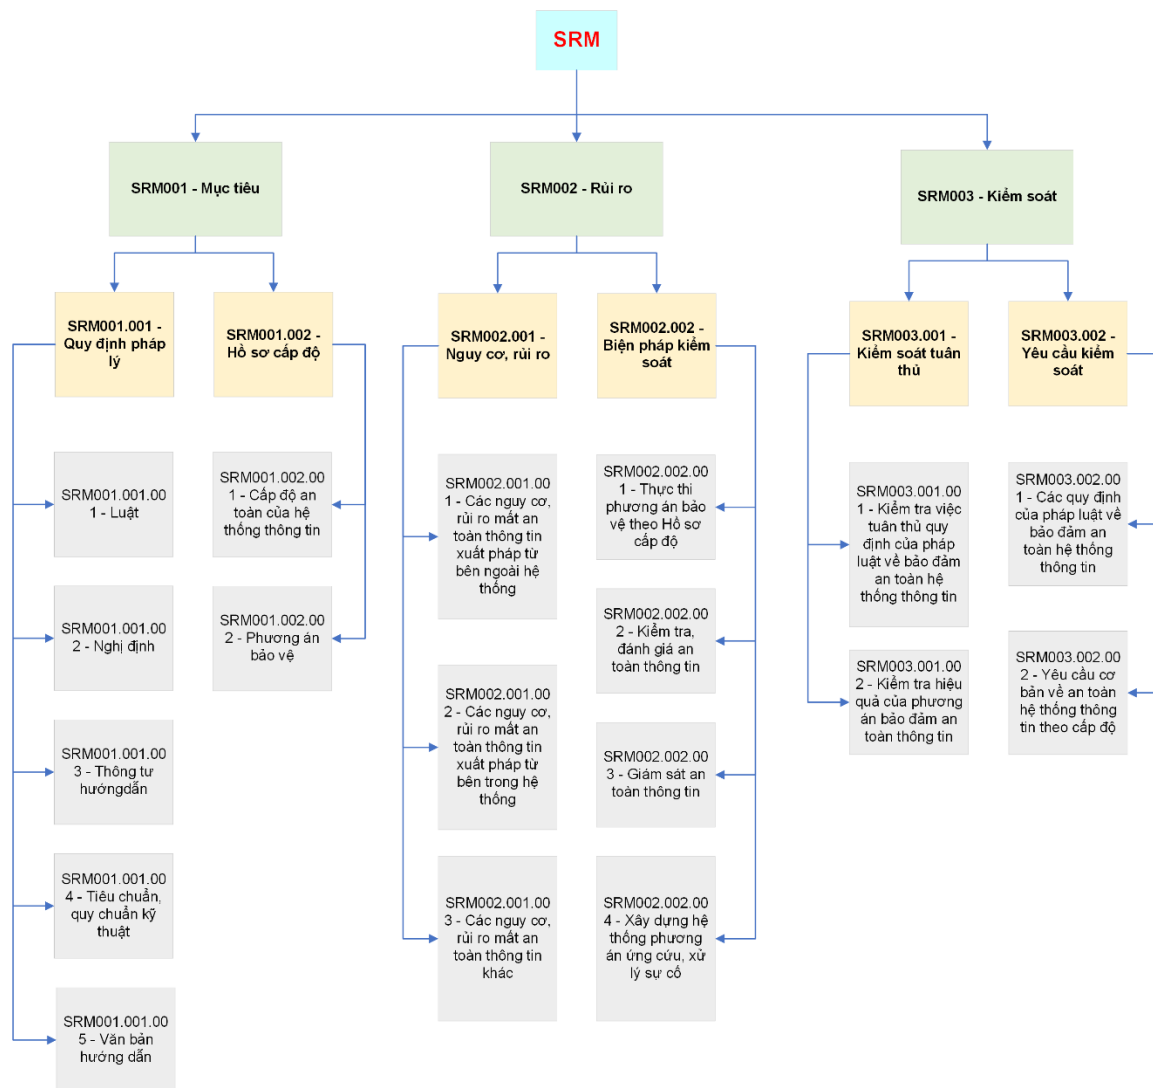 SRM
SRM001 - Mục tiêu
SRM002 - Rủi ro
SRM003 - Kiểm soát
SRM001.001 -
Quy định pháp
lý
SRM001.002 -
Hồ sơ cấp độ
SRM002.001 -
Nguy cơ, rủi ro
SRM002.002 -
Biện pháp kiểm
soát
SRM003.001 -
Kiểm soát tuân
thủ
SRM003.002 -
Yêu cầu kiểm
soát
SRM001.001.00
1 - Luật
SRM001.001.00
2 - Nghị định
SRM001.001.00
3 - Thông tư
hướngdẫn
SRM001.001.00
4 - Tiêu chuẩn,
quy chuẩn kỹ
thuật
SRM001.001.00
5 - Văn bản
hướng dẫn
SRM001.002.00
1 - Cấp độ an
toàn của hệ
thống thông tin
SRM001.002.00
2 - Phương án
bảo vệ
SRM002.001.00
1 - Các nguy cơ,
rủi ro mất an
toàn thông tin
xuất pháp từ
bên ngoài hệ
thống
SRM002.001.00
2 - Các nguy cơ,
rủi ro mất an
toàn thông tin
xuất pháp từ
bên trong hệ
thống
SRM002.001.00
3 - Các nguy cơ,
rủi ro mất an
toàn thông tin
khác
SRM002.002.00
1 - Thực thi
phương án bảo
vệ theo Hồ sơ
cấp độ
SRM002.002.00
2 - Kiểm tra,
đánh giá an
toàn thông tin
SRM002.002.00
3 - Giám sát an
toàn thông tin
SRM002.002.00
4 - Xây dựng hệ
thống phương
án ứng cứu, xử
lý sự cố
SRM003.001.00
1 - Kiểm tra việc
tuân thủ quy
định của pháp
luật về bảo đảm
an toàn hệ
thống thông tin
SRM003.001.00
2 - Kiểm tra hiệu
quả của phương
án bảo đảm an
toàn thông tin
SRM003.002.00
1 - Các quy định
của pháp luật về
bảo đảm an
toàn hệ thống
thông tin
SRM003.002.00
2 - Yêu cầu cơ
bản về an toàn
hệ thống thông
tin theo cấp độ